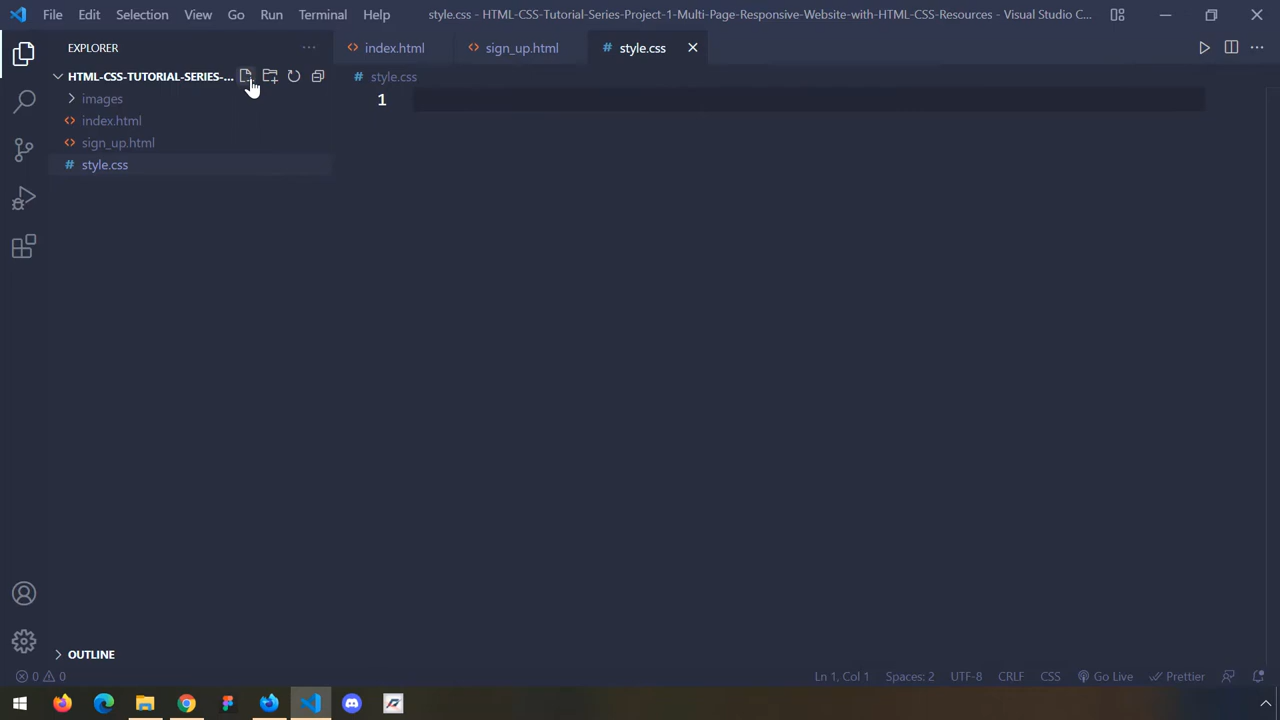 File Edit Selection View Go Run Terminal Help
style.css - HTML-CSS-Tutorial-Series-Project-1-Multi-Page-Responsive-Website-with-HTML-CSS-Resources - Visual Studio C...
EXPLORER
index.html
sign_up.html
style.css
HTML-CSS-TUTORIAL-SERIES-...
style.css
images
1
index.html
sign_up.html
style.css
OUTLINE
0 0
Ln 1, Col 1 Spaces: 2 UTF-8 CRLF CSS Go Live Prettier